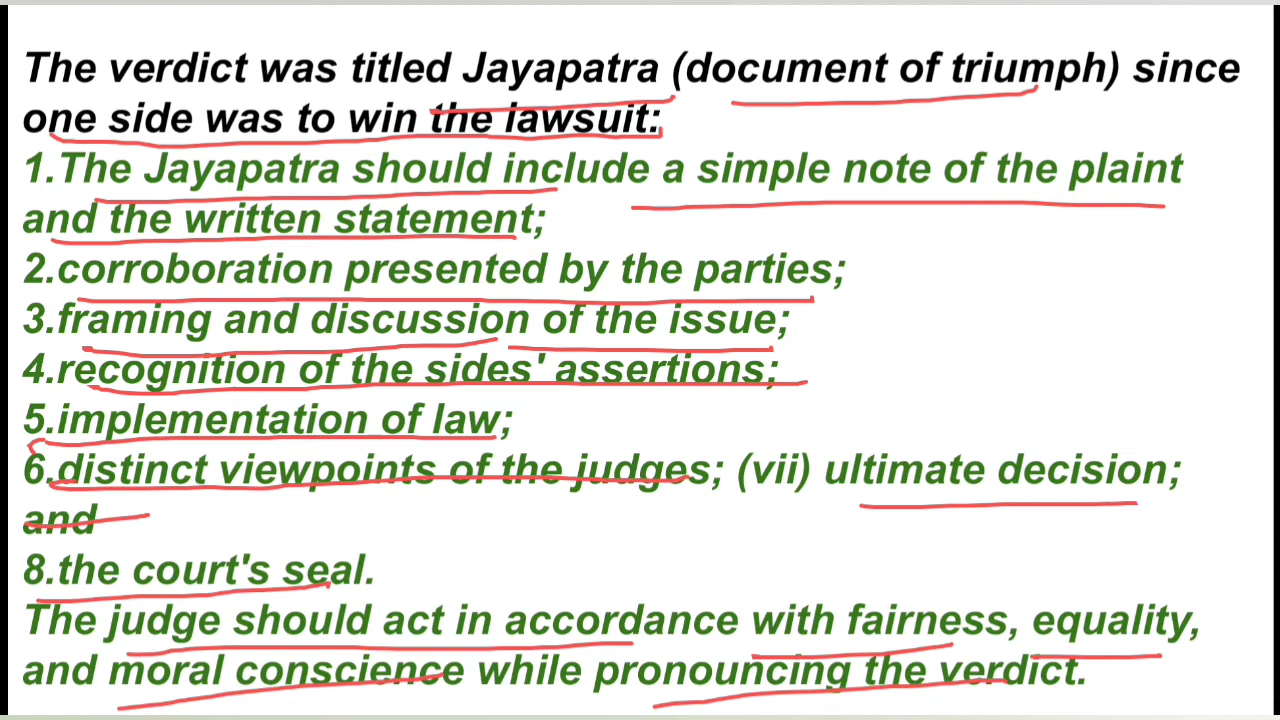 The verdict was titled Jayapatra (document of triumph) since
one side was to win the lawsuit:
1.The Jayapatra should include a simple note of the plaint
and the written statement;
2.corroboration presented by the parties;
3.framing and discussion of the issue;
4.recognition of the sides' assertions;
5.implementation of law;
6.distinct viewpoints of the judges; (vii) ultimate decision;
and
8.the court's seal.
The judge should act in accordance with fairness, equality,
and moral conscience while pronouncing the verdict.